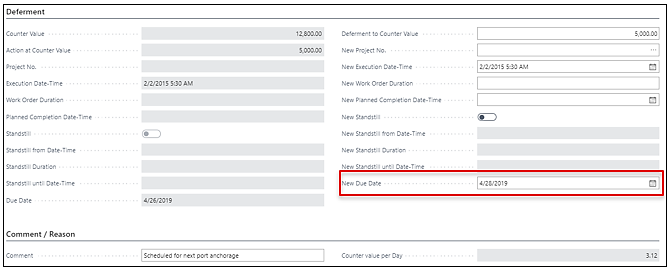 Deferment
Counter Value 12,800.00
Action at Counter Value 5,000.00
Project No.
Execution Date-Time 2/2/2015 5:30 AM
Work Order Duration
Planned Completion Date-Time
Standstill
Standstill from Date-Time
Standstill Duration
Standstill until Date-Time
Due Date 4/26/2019
Deferment to Counter Value 5,000.00
New Project No. ...
New Execution Date-Time 2/2/2015 5:30 AM
New Work Order Duration
New Planned Completion Date-Time
New Standstill
New Standstill from Date-Time
New Standstill Duration
New Standstill until Date-Time
New Due Date 4/28/2019
Comment / Reason
Comment Scheduled for next port anchorage
Counter value per Day 3.12